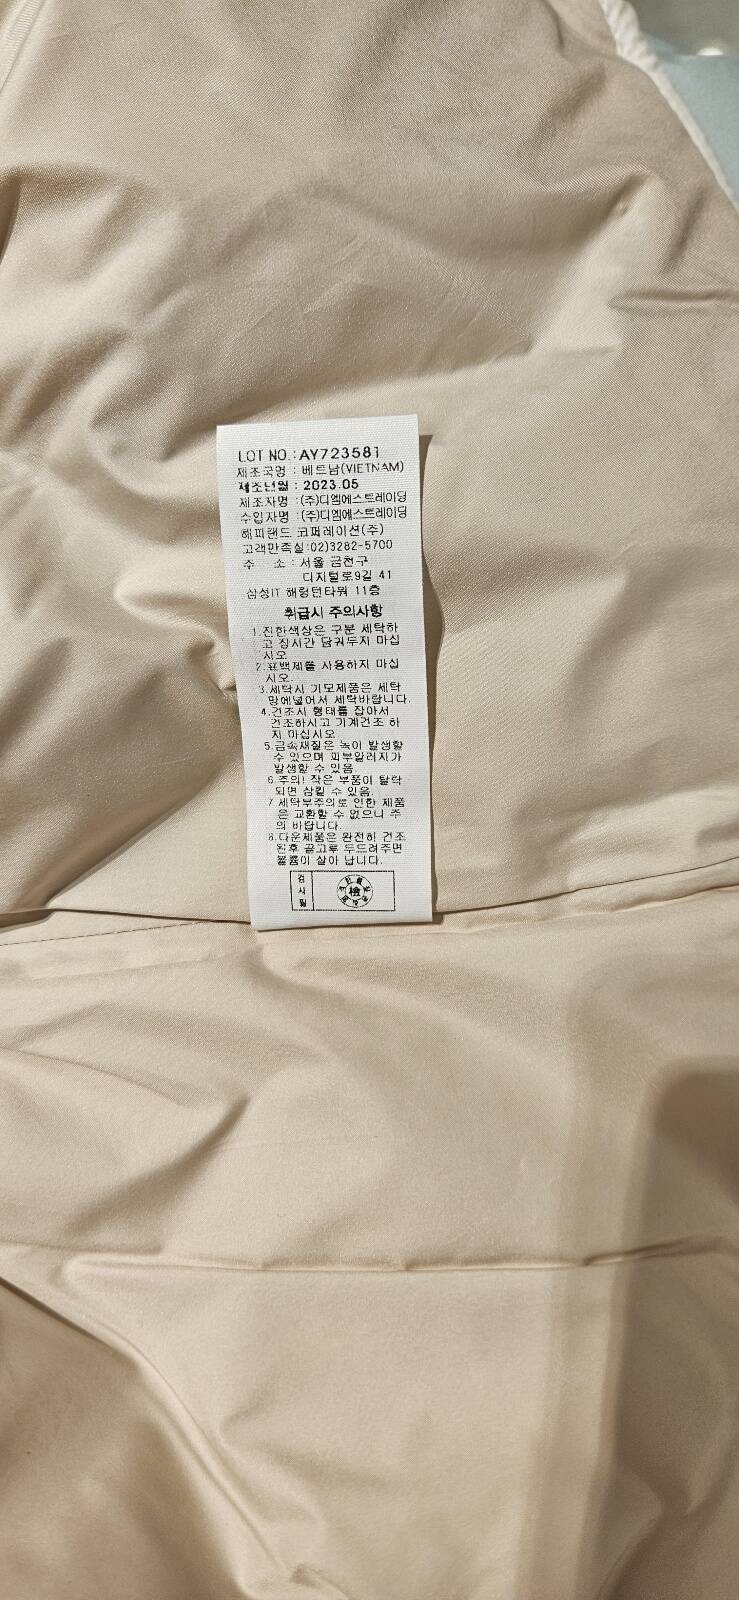 LOT NO.:AY723581
제조국명 : 베트남(VIETNAM)
제조년월 : 2023.05
제조자명 :(주)디엠에스트레이딩
수입자명 :(주)디엠에스트레이딩
해피랜드 코퍼레이션(주)
고객만족실:02)3282-5700
주 소 : 서울 금천구
디지털로9길 41
삼성IT 해링턴타워 11층
취급시 주의사항
1.진한색상은 구분 세탁하
고 장시간 담궈두지 마십
시오.
2.표백제를 사용하지 마십
시오.
3.세탁시 기모제품은 세탁
망에넣어서 세탁바랍니다.
4.건조시 형태를 잡아서
건조하시고 기계건조 하
지 마십시오.
5.금속재질은 녹이 발생할
수 있으며 피부알러지가
발생할 수 있음.
6.주의! 작은 부품이 탈락
되면 삼킬 수 있음.
7.세탁부주의로 인한 제품
은 교환할 수 없으니 주
의 바랍니다.
8.다운제품은 완전히 건조
된후 골고루 두드려주면
볼륨이 살아 납니다.
검
사
필
檢